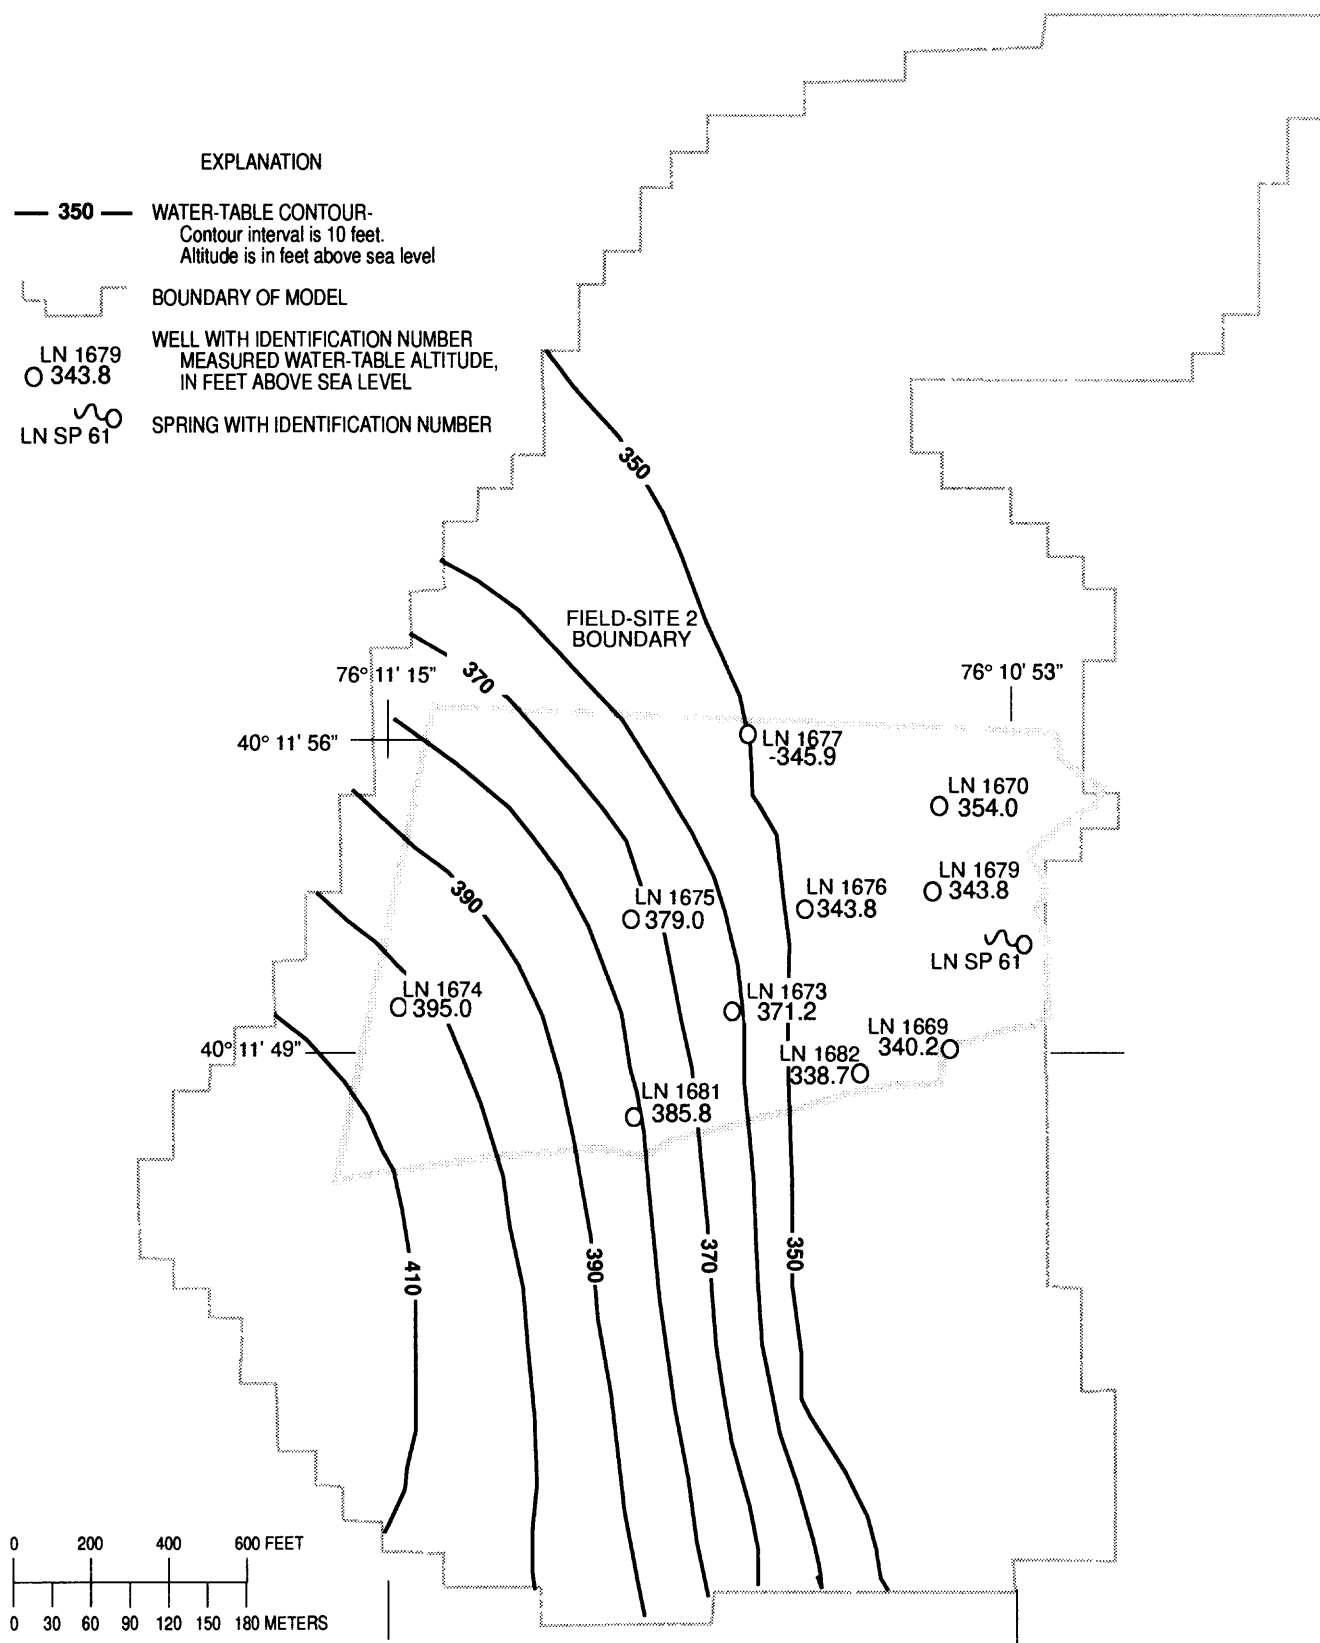 EXPLANATION
350
WATER-TABLE CONTOUR-
Contour interval is 10 feet.
Altitude is in feet above sea level
BOUNDARY OF MODEL
LN 1679
343.8
WELL WITH IDENTIFICATION NUMBER
MEASURED WATER-TABLE ALTITUDE,
IN FEET ABOVE SEA LEVEL
LN SP 61
SPRING WITH IDENTIFICATION NUMBER
350
FIELD-SITE 2
BOUNDARY
76° 11' 15"
370
76° 10' 53"
40° 11' 56"
LN 1677
-345.9
LN 1670
354.0
390
LN 1675
379.0
LN 1676
343.8
LN 1679
343.8
LN SP 61
LN 1674
395.0
LN 1673
371.2
40° 11' 49"
LN 1669
340.2
LN 1682
338.7
LN 1681
385.8
410
390
370
350
0 200 400 600 FEET
0 30 60 90 120 150 180 METERS